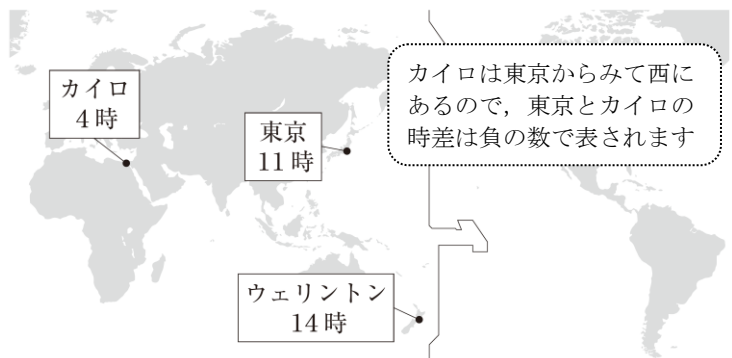 カイロ
4時
東京
11時
ウェリントン
14時
カイロは東京からみて西に
あるので，東京とカイロの
時差は負の数で表されます